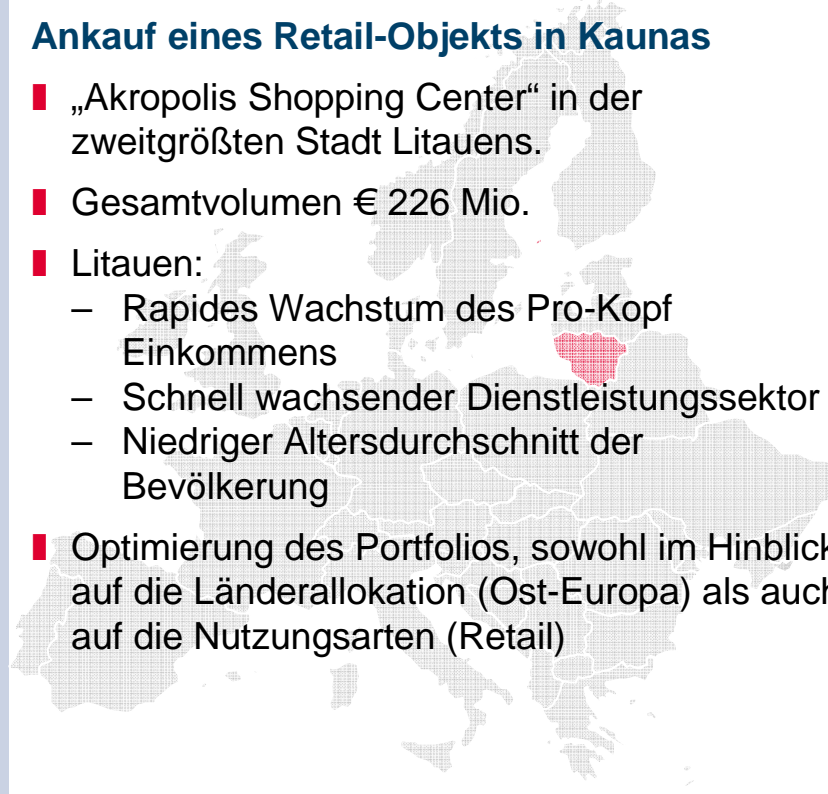 Ankauf eines Retail-Objekts in Kaunas
„Akropolis Shopping Center“ in der
zweitgrößten Stadt Litauens.
Gesamtvolumen € 226 Mio.
Litauen:
– Rapides Wachstum des Pro-Kopf
Einkommens
– Schnell wachsender Dienstleistungssektor
– Niedriger Altersdurchschnitt der
Bevölkerung
Optimierung des Portfolios, sowohl im Hinblick
auf die Länderallokation (Ost-Europa) als auch
auf die Nutzungsarten (Retail)